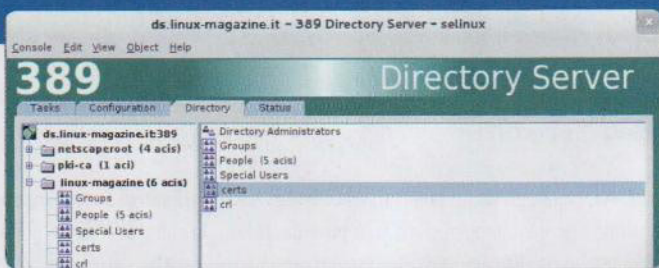 ds.linux-magazine.it - 389 Directory Server - selinux
Console Edit View Object Help
389 Directory Server
Tasks Configuration Directory Status
ds.linux-magazine.it:389
netscaperoot (4 acis)
pki-ca (1 aci)
linux-magazine (6 acis)
Groups
People (5 acis)
Special Users
certs
crl
Directory Administrators
Groups
People (5 acis)
Special Users
certs
crl